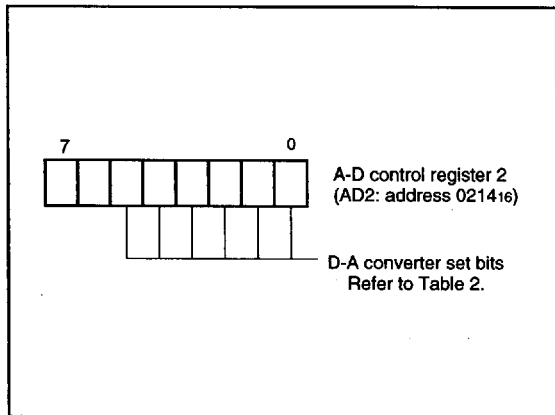 7 0
A-D control register 2
(AD2: address 0214₁₆)
D-A converter set bits
Refer to Table 2.